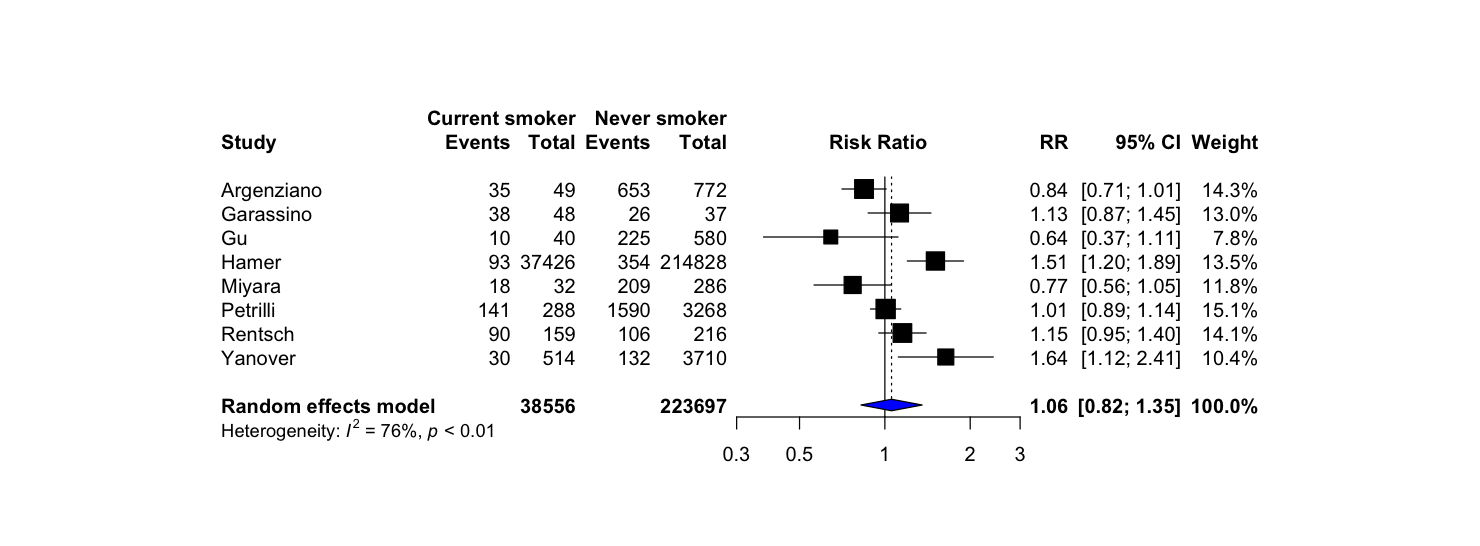 Current smoker Never smoker
Study Events Total Events Total Risk Ratio RR 95% CI Weight
Argenziano 35 49 653 772 0.84 [0.71; 1.01] 14.3%
Garassino 38 48 26 37 1.13 [0.87; 1.45] 13.0%
Gu 10 40 225 580 0.64 [0.37; 1.11] 7.8%
Hamer 93 37426 354 214828 1.51 [1.20; 1.89] 13.5%
Miyara 18 32 209 286 0.77 [0.56; 1.05] 11.8%
Petrilli 141 288 1590 3268 1.01 [0.89; 1.14] 15.1%
Rentsch 90 159 106 216 1.15 [0.95; 1.40] 14.1%
Yanover 30 514 132 3710 1.64 [1.12; 2.41] 10.4%
Random effects model 38556 223697 1.06 [0.82; 1.35] 100.0%
Heterogeneity: I² = 76%, p < 0.01
0.3 0.5 1 2 3